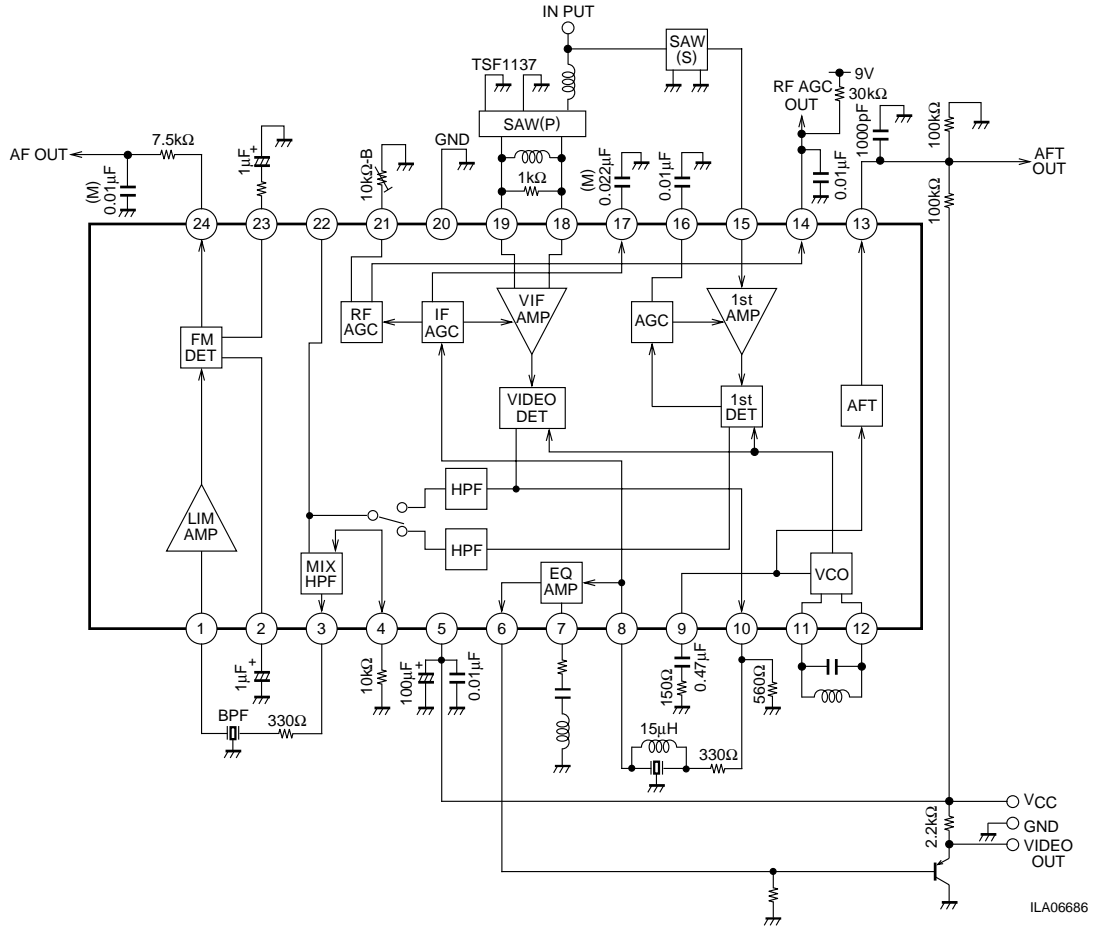 IN PUT
SAW
(S)
TSF1137
SAW(P)
9V
RF AGC
OUT
30kΩ
1000pF
100kΩ
AF OUT
7.5kΩ
(M)
0.01µF
1µF
+
10kΩ-B
GND
1kΩ
(M)
0.022µF
0.01µF
0.01µF
AFT
OUT
100kΩ
24
23
22
21
20
19
18
17
16
15
14
13
FM
DET
RF
AGC
IF
AGC
VIF
AMP
AGC
1st
AMP
VIDEO
DET
1st
DET
AFT
HPF
HPF
LIM
AMP
MIX
HPF
EQ
AMP
VCO
1
2
3
4
5
6
7
8
9
10
11
12
1µF
+
10kΩ
100µF
+
0.01µF
150Ω
0.47µF
560Ω
BPF
330Ω
15µH
330Ω
VCC
2.2kΩ
GND
VIDEO
OUT
ILA06686